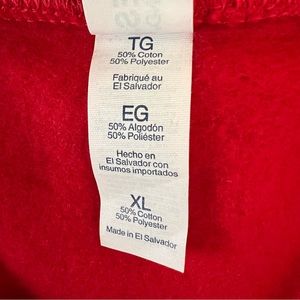 TG
50% Coton
50% Polyester
Fabriqué au
El Salvador
EG
50% Algodón
50% Poliéster
Hecho en
El Salvador con
insumos importados
XL
50% Cotton
50% Polyester
Made in El Salvador